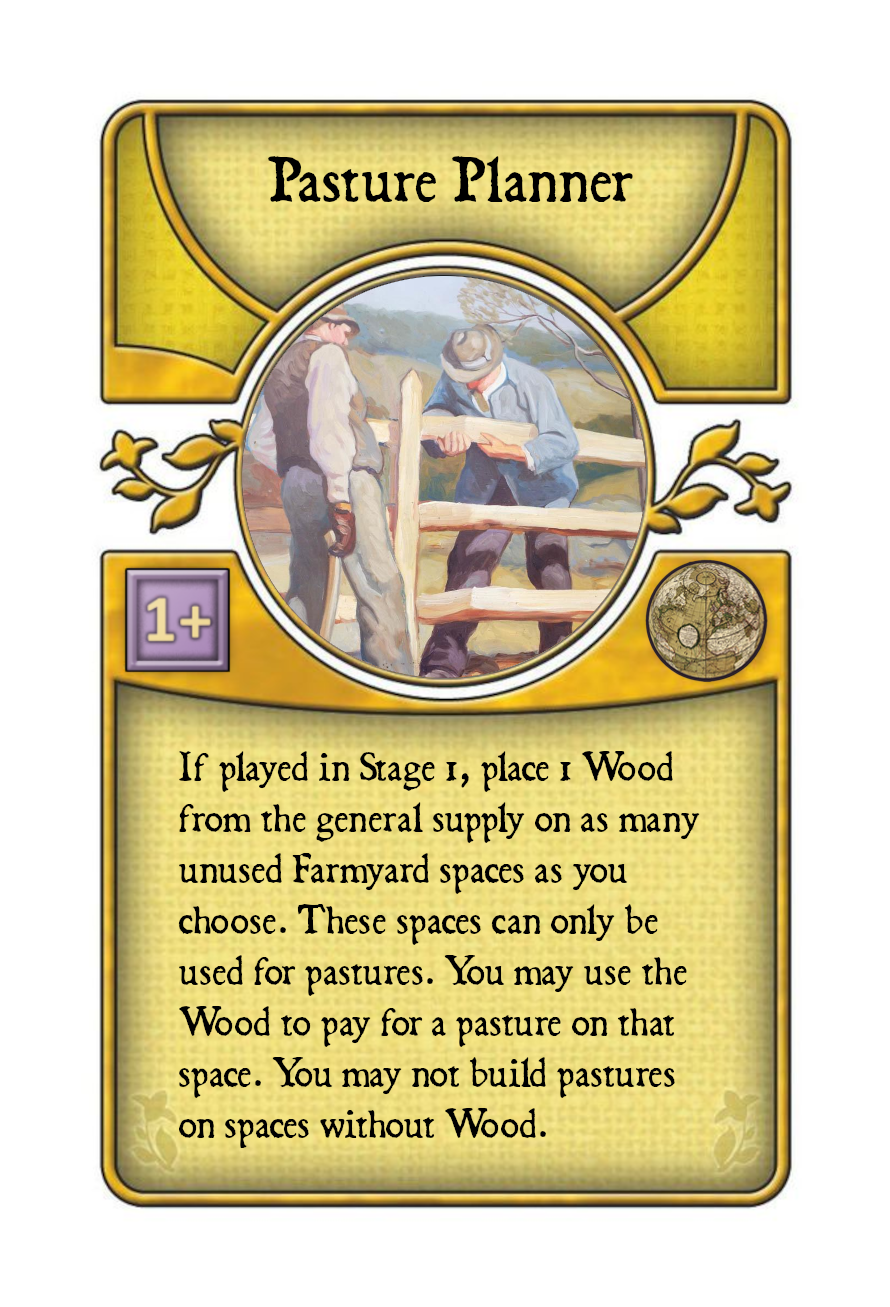 Pasture Planner
1+
If played in Stage 1, place 1 Wood
from the general supply on as many
unused Farmyard spaces as you
choose. These spaces can only be
used for pastures. You may use the
Wood to pay for a pasture on that
space. You may not build pastures
on spaces without Wood.